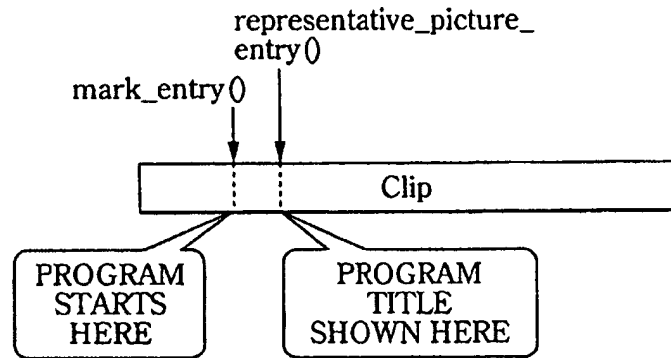 representative_picture_
entry()
mark_entry()
Clip
PROGRAM
STARTS
HERE
PROGRAM
TITLE
SHOWN HERE